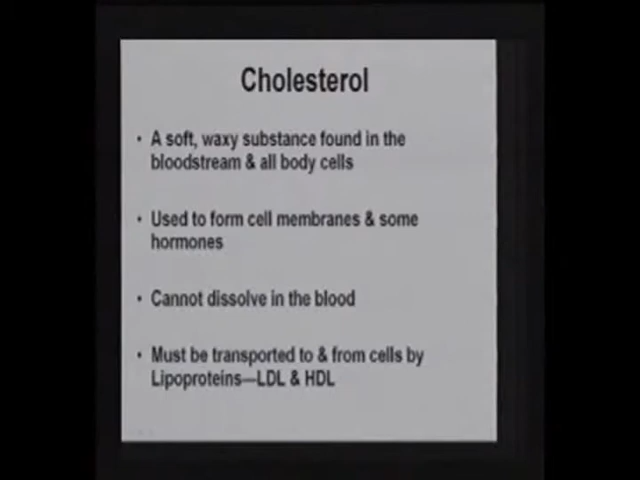 Cholesterol
• A soft, waxy substance found in the
bloodstream & all body cells
• Used to form cell membranes & some
hormones
• Cannot dissolve in the blood
• Must be transported to & from cells by
Lipoproteins—LDL & HDL